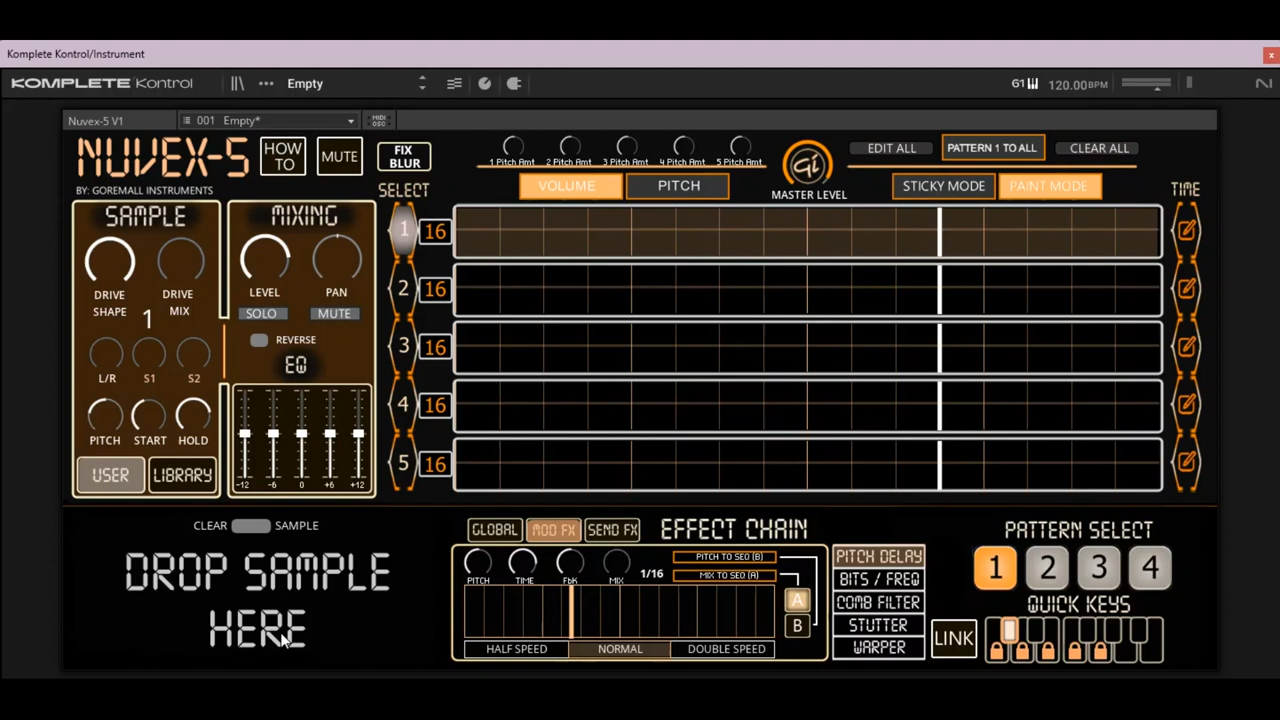 Komplete Kontrol/Instrument
x
KOMPLETE Kontrol
Empty
G1
120.00BPM
Nuvex-5 V1
001 Empty*
MIDI
OSC
NUVEX-5
HOW TO
MUTE
FIX BLUR
BY: GOREMALL INSTRUMENTS
1 Pitch Amt
2 Pitch Amt
3 Pitch Amt
4 Pitch Amt
5 Pitch Amt
Gi
MASTER LEVEL
EDIT ALL
PATTERN 1 TO ALL
CLEAR ALL
SELECT
VOLUME
PITCH
STICKY MODE
PAINT MODE
TIME
SAMPLE
DRIVE SHAPE
DRIVE MIX
1
L/R
S1
S2
PITCH
START
HOLD
USER
LIBRARY
MIXING
LEVEL
PAN
SOLO
MUTE
REVERSE
EQ
-12 -6 0 +6 +12
1 16
2 16
3 16
4 16
5 16
CLEAR
SAMPLE
DROP SAMPLE
HERE
GLOBAL
MOD FX
SEND FX
EFFECT CHAIN
PITCH
TIME
FbK
MIX
1/16
PITCH TO SEQ (B)
MIX TO SEQ (A)
A
B
HALF SPEED
NORMAL
DOUBLE SPEED
PITCH DELAY
BITS / FREQ
COMB FILTER
STUTTER
WARPER
PATTERN SELECT
1 2 3 4
QUICK KEYS
LINK